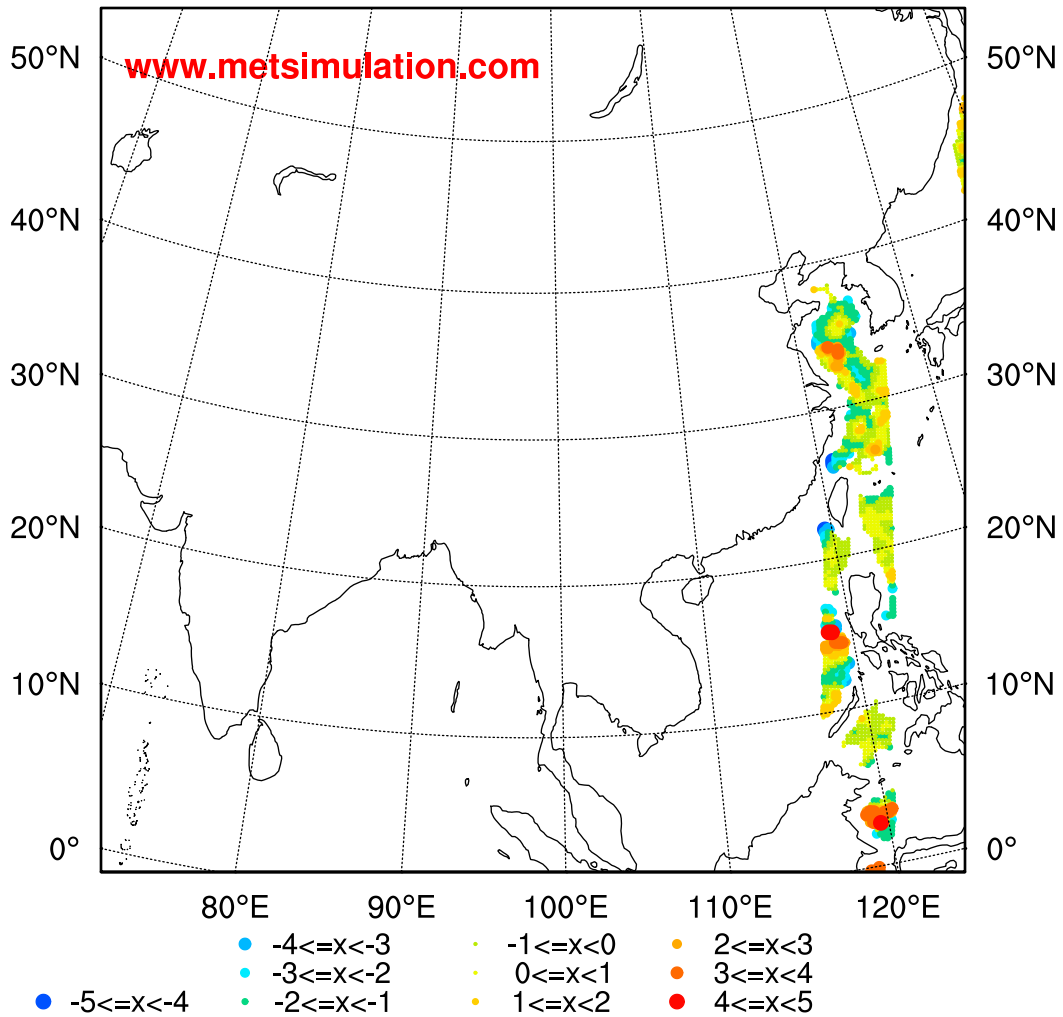 www.metsimulation.com
50°N 50°N
40°N 40°N
30°N 30°N
20°N 20°N
10°N 10°N
0° 0°
80°E 90°E 100°E 110°E 120°E
-4<=x<-3 -1<=x<0 2<=x<3
-3<=x<-2 0<=x<1 3<=x<4
-5<=x<-4 -2<=x<-1 1<=x<2 4<=x<5